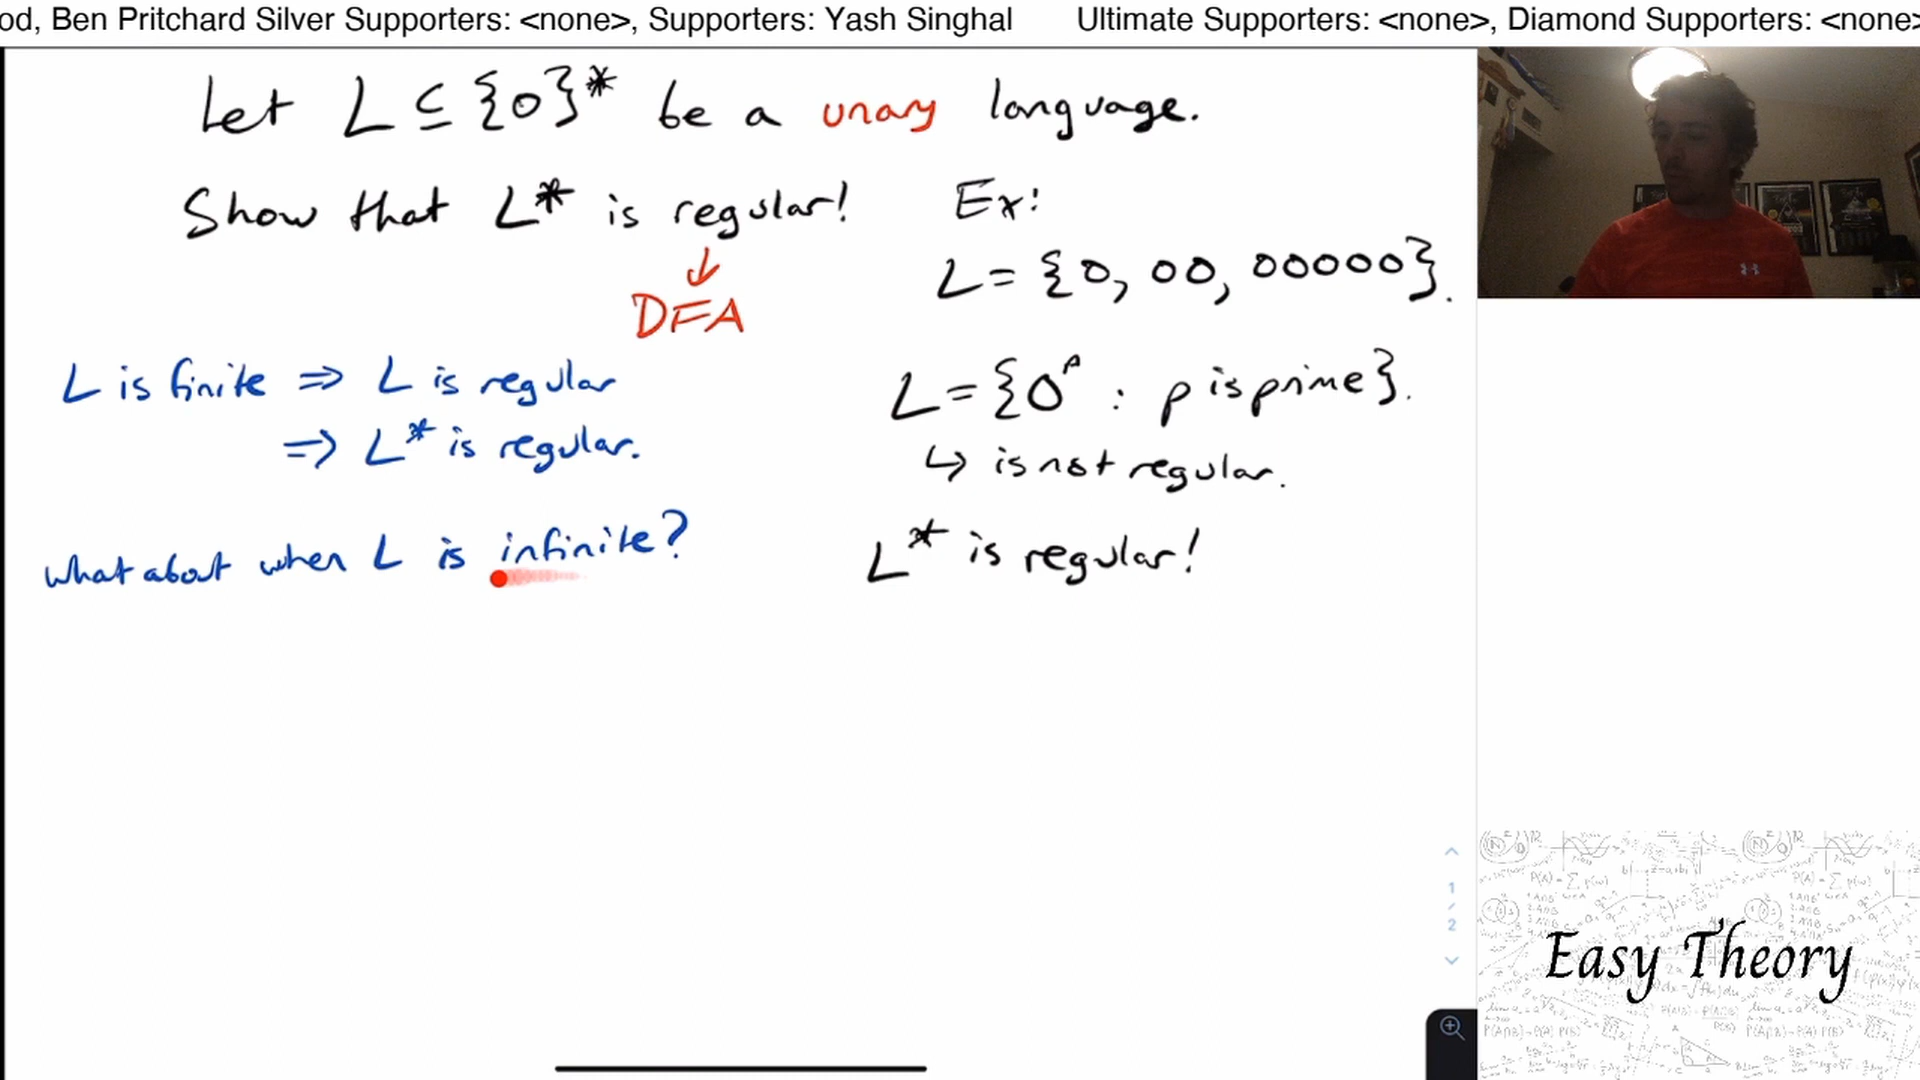 od, Ben Pritchard Silver Supporters: <none>, Supporters: Yash Singhal Ultimate Supporters: <none>, Diamond Supporters: <none>
Let L ⊆ {0}* be a unary language.
Show that L* is regular!
↓
DFA
Ex:
L = {0, 00, 00000}.
L is finite ⇒ L is regular
⇒ L* is regular.
L = {0^p : p is prime}.
↳ is not regular.
What about when L is infinite?
L* is regular!
1
2
Easy Theory